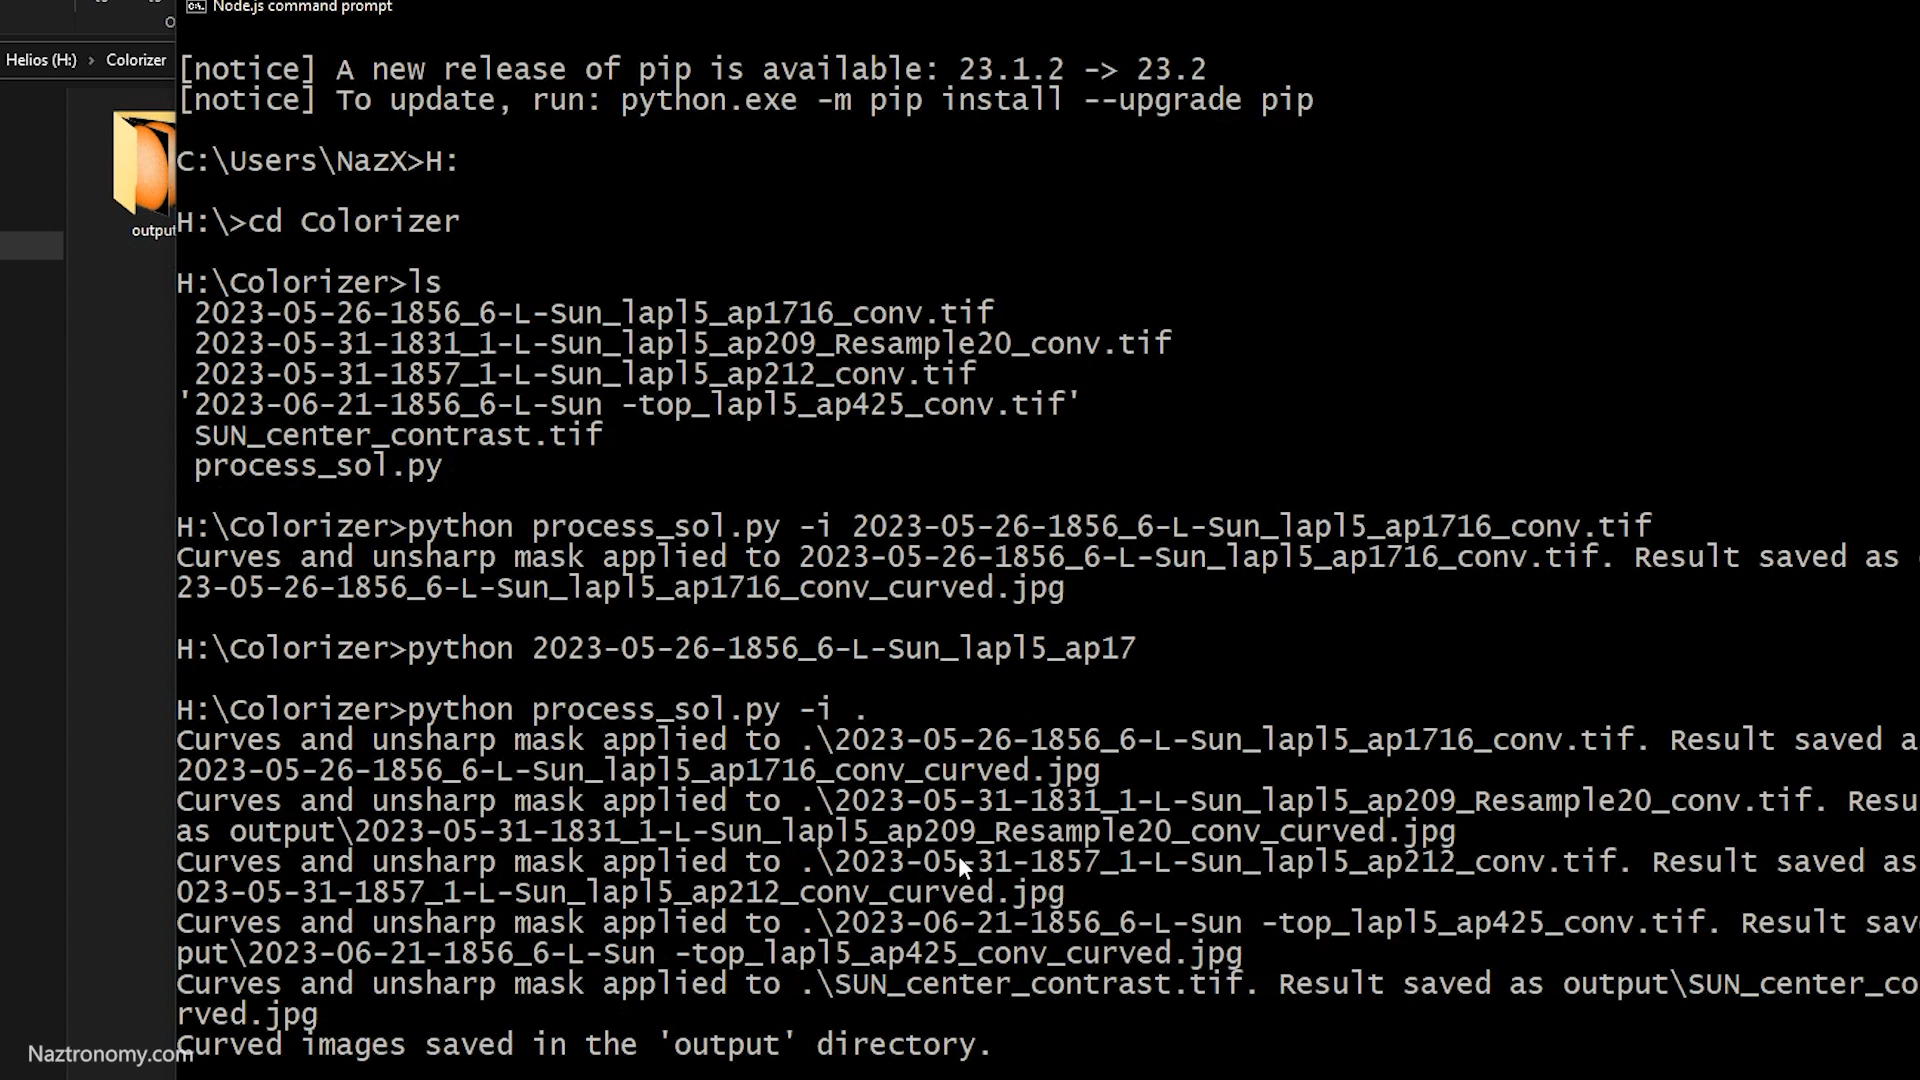 Node.js command prompt
Helios (H:) > Colorizer
output
[notice] A new release of pip is available: 23.1.2 -> 23.2
[notice] To update, run: python.exe -m pip install --upgrade pip
C:\Users\NazX>H:
H:\>cd Colorizer
H:\Colorizer>ls
2023-05-26-1856_6-L-Sun_lapl5_ap1716_conv.tif
2023-05-31-1831_1-L-Sun_lapl5_ap209_Resample20_conv.tif
2023-05-31-1857_1-L-Sun_lapl5_ap212_conv.tif
'2023-06-21-1856_6-L-Sun -top_lapl5_ap425_conv.tif'
SUN_center_contrast.tif
process_sol.py
H:\Colorizer>python process_sol.py -i 2023-05-26-1856_6-L-Sun_lapl5_ap1716_conv.tif
Curves and unsharp mask applied to 2023-05-26-1856_6-L-Sun_lapl5_ap1716_conv.tif. Result saved as
23-05-26-1856_6-L-Sun_lapl5_ap1716_conv_curved.jpg
H:\Colorizer>python 2023-05-26-1856_6-L-Sun_lapl5_ap17
H:\Colorizer>python process_sol.py -i .
Curves and unsharp mask applied to .\2023-05-26-1856_6-L-Sun_lapl5_ap1716_conv.tif. Result saved a
2023-05-26-1856_6-L-Sun_lapl5_ap1716_conv_curved.jpg
Curves and unsharp mask applied to .\2023-05-31-1831_1-L-Sun_lapl5_ap209_Resample20_conv.tif. Resu
as output\2023-05-31-1831_1-L-Sun_lapl5_ap209_Resample20_conv_curved.jpg
Curves and unsharp mask applied to .\2023-05-31-1857_1-L-Sun_lapl5_ap212_conv.tif. Result saved as
023-05-31-1857_1-L-Sun_lapl5_ap212_conv_curved.jpg
Curves and unsharp mask applied to .\2023-06-21-1856_6-L-Sun -top_lapl5_ap425_conv.tif. Result sav
put\2023-06-21-1856_6-L-Sun -top_lapl5_ap425_conv_curved.jpg
Curves and unsharp mask applied to .\SUN_center_contrast.tif. Result saved as output\SUN_center_co
rved.jpg
Curved images saved in the 'output' directory.
Naztronomy.com